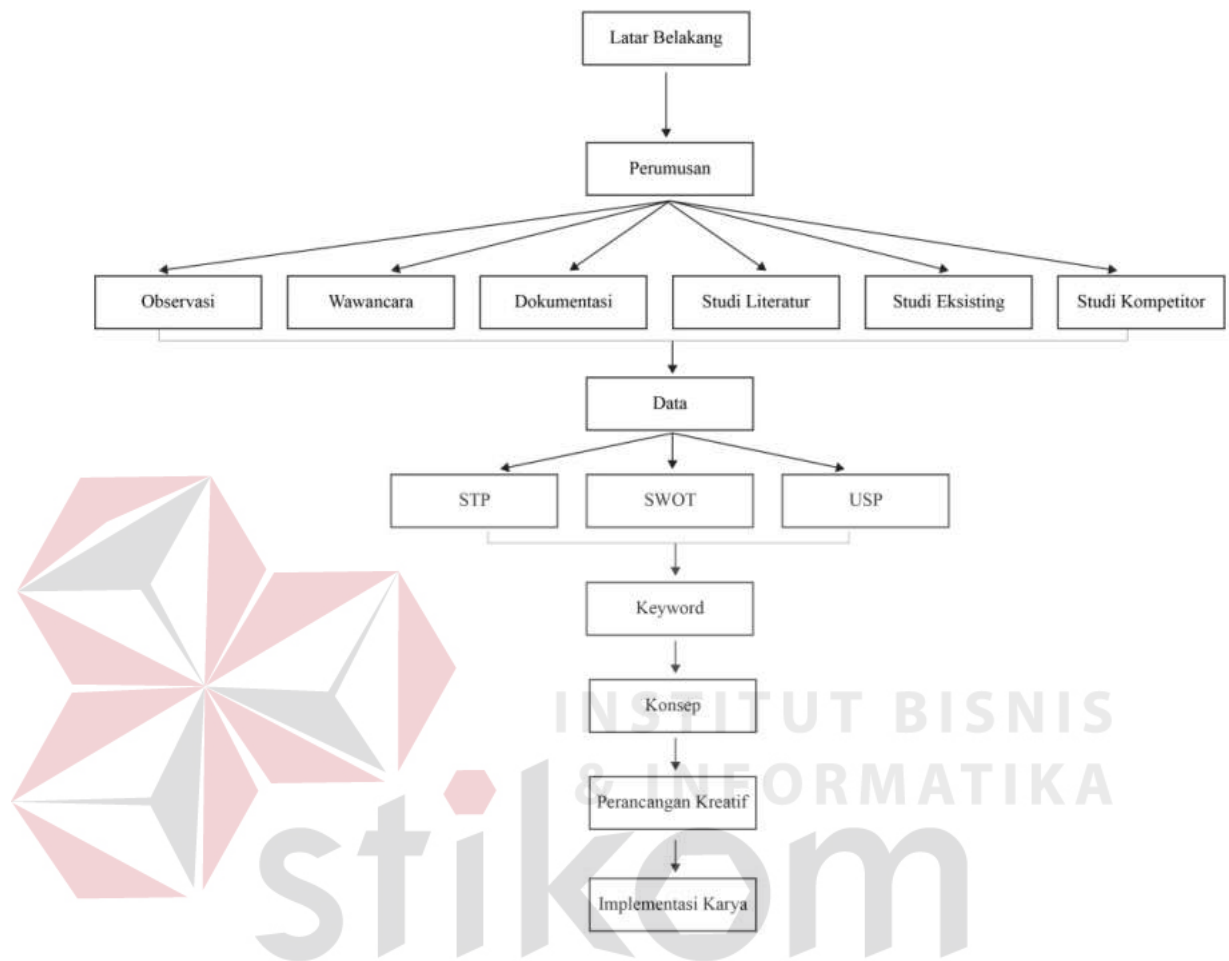 Latar Belakang
Perumusan
Observasi
Wawancara
Dokumentasi
Studi Literatur
Studi Eksisting
Studi Kompetitor
Data
STP
SWOT
USP
Keyword
Konsep
INSTITUT BISNIS
Perancangan Kreatif
& INFORMATIKA
stikom
Implementasi Karya